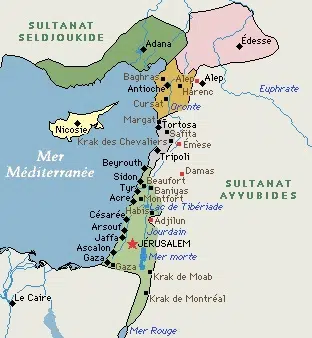 SULTANAT
SELDJOUKIDE
Adana
Édesse
Baghras
Alep
Alep
Antioche
Harenc
Cursat
Oronte
Euphrate
Margat
Tortosa
Safita
Nicosie
Krak des Chevaliers
Émèse
Tripoli
Mer
Méditerranée
Beyrouth
Damas
Sidon
Beaufort
SULTANAT
AYYUBIDES
Tyr
Baniyas
Acre
Montfort
Lac de Tibériade
Habis
Césarée
Adjilun
Arsouf
Jourdain
Jaffa
JÉRUSALEM
Ascalon
Mer morte
Gaza
Gaza
Krak de Moab
Le Caire
Krak de Montréal
Mer Rouge